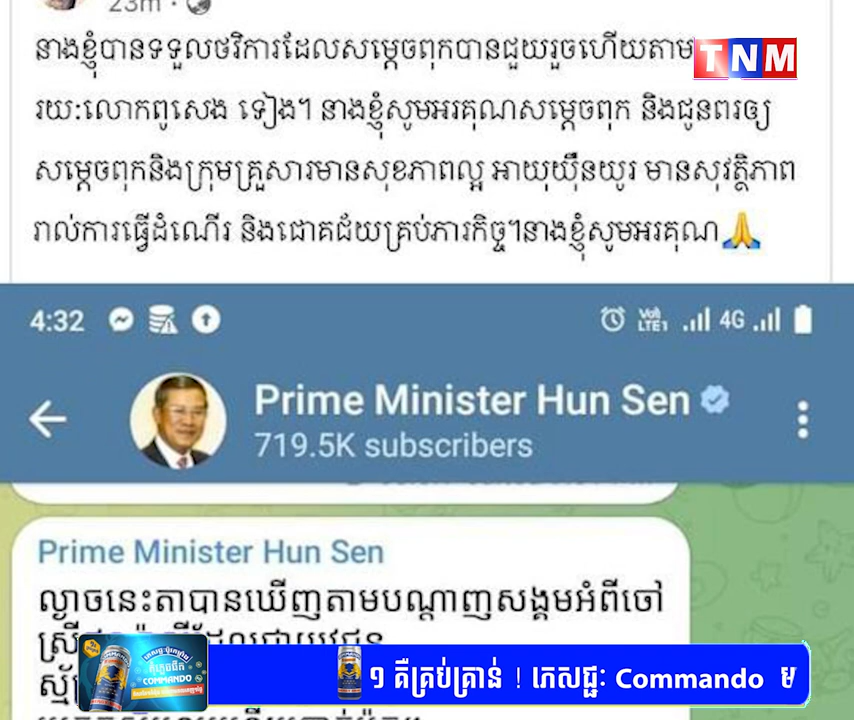 23m
នាងខ្ញុំបានទទួលថវិការដែលសម្ដេចពុកបានជួយរួចហើយតាម
TNM
រយៈលោកពូសេង ទៀង។ នាងខ្ញុំសូមអរគុណសម្ដេចពុក និងជូនពរឲ្យ
សម្ដេចពុកនិងក្រុមគ្រួសារមានសុខភាពល្អ អាយុយ៉ឺនយូរ មានសុវត្ថិភាព
រាល់ការធ្វើដំណើរ និងជោគជ័យគ្រប់ភារកិច្ច។នាងខ្ញុំសូមអរគុណ🙏
4:32
VoI) LTE1 4G
Prime Minister Hun Sen
719.5K subscribers
Prime Minister Hun Sen
ល្ងាចនេះតាបានឃើញតាមបណ្ដាញសង្គមអំពីចៅ
COMMANDO
១ គឺគ្រប់គ្រាន់ ! ភេសជ្ជៈ Commando ម